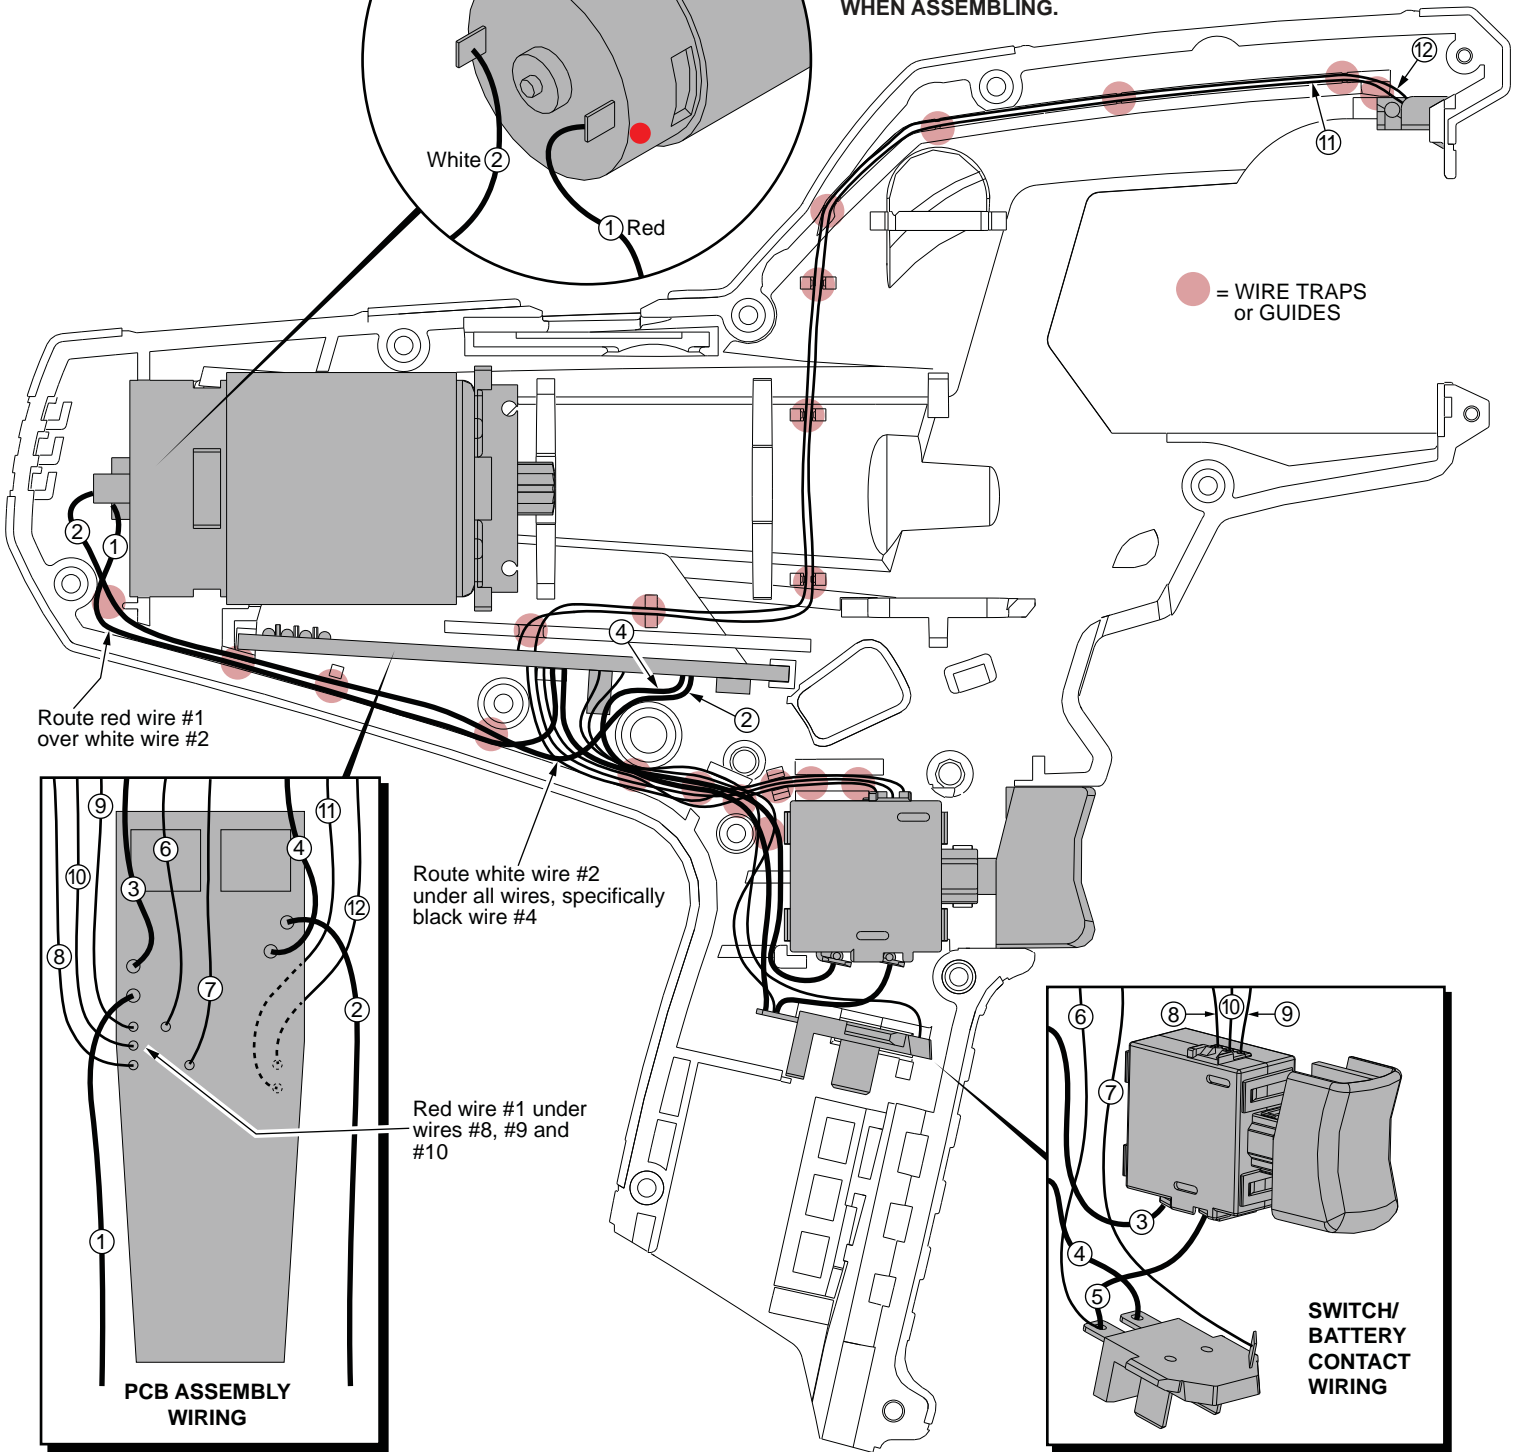 WHEN ASSEMBLING.
12
11
White 2
1 Red
= WIRE TRAPS
or GUIDES
2
1
4
2
Route red wire #1
over white wire #2
Route white wire #2
under all wires, specifically
black wire #4
Red wire #1 under
wires #8, #9 and
#10
9
11
6
4
10
3
12
8
7
2
1
PCB ASSEMBLY
WIRING
6
8
10
9
7
3
4
5
SWITCH/
BATTERY
CONTACT
WIRING